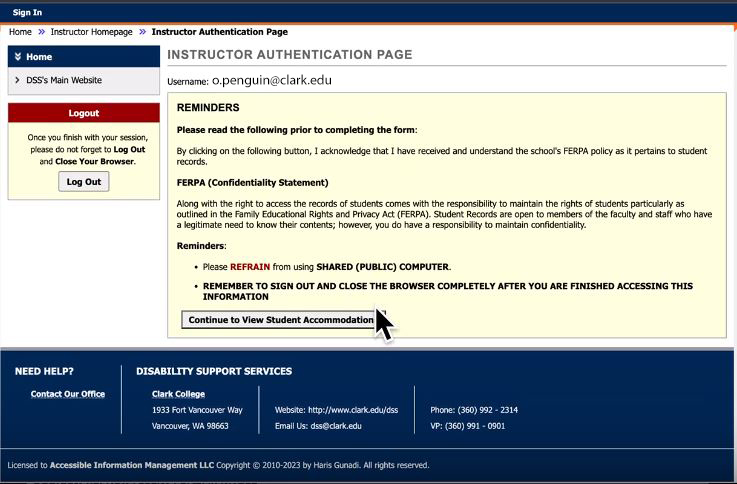 Sign In
Home » Instructor Homepage » Instructor Authentication Page
Home
DSS's Main Website
Logout
Once you finish with your session,
please do not forget to Log Out
and Close Your Browser.
Log Out
INSTRUCTOR AUTHENTICATION PAGE
Username: o.penguin@clark.edu
REMINDERS
Please read the following prior to completing the form:
By clicking on the following button, I acknowledge that I have received and understand the school's FERPA policy as it pertains to student
records.
FERPA (Confidentiality Statement)
Along with the right to access the records of students comes with the responsibility to maintain the rights of students particularly as
outlined in the Family Educational Rights and Privacy Act (FERPA). Student Records are open to members of the faculty and staff who have
a legitimate need to know their contents; however, you do have a responsibility to maintain confidentiality.
Reminders:
• Please REFRAIN from using SHARED (PUBLIC) COMPUTER.
• REMEMBER TO SIGN OUT AND CLOSE THE BROWSER COMPLETELY AFTER YOU ARE FINISHED ACCESSING THIS
INFORMATION
Continue to View Student Accommodation
NEED HELP?
Contact Our Office
DISABILITY SUPPORT SERVICES
Clark College
1933 Fort Vancouver Way
Vancouver, WA 98663
Website: http://www.clark.edu/dss
Email Us: dss@clark.edu
Phone: (360) 992 - 2314
VP: (360) 991 - 0901
Licensed to Accessible Information Management LLC Copyright © 2010-2023 by Haris Gunadi. All rights reserved.